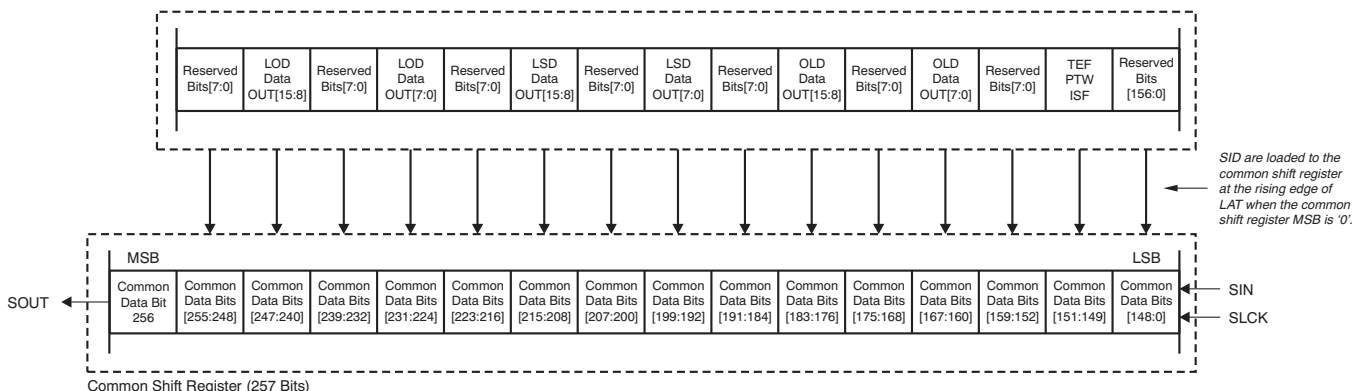 Reserved
Bits[7:0]
LOD
Data
OUT[15:8]
Reserved
Bits[7:0]
LOD
Data
OUT[7:0]
Reserved
Bits[7:0]
LSD
Data
OUT[15:8]
Reserved
Bits[7:0]
LSD
Data
OUT[7:0]
Reserved
Bits[7:0]
OLD
Data
OUT[15:8]
Reserved
Bits[7:0]
OLD
Data
OUT[7:0]
Reserved
Bits[7:0]
TEF
PTW
ISF
Reserved
Bits
[156:0]
SID are loaded to the
common shift register
at the rising edge of
LAT when the common
shift register MSB is ‘0’.
MSB
LSB
SOUT
Common
Data Bit
256
Common
Data Bits
[255:248]
Common
Data Bits
[247:240]
Common
Data Bits
[239:232]
Common
Data Bits
[231:224]
Common
Data Bits
[223:216]
Common
Data Bits
[215:208]
Common
Data Bits
[207:200]
Common
Data Bits
[199:192]
Common
Data Bits
[191:184]
Common
Data Bits
[183:176]
Common
Data Bits
[175:168]
Common
Data Bits
[167:160]
Common
Data Bits
[159:152]
Common
Data Bits
[151:149]
Common
Data Bits
[148:0]
SIN
SLCK
Common Shift Register (257 Bits)